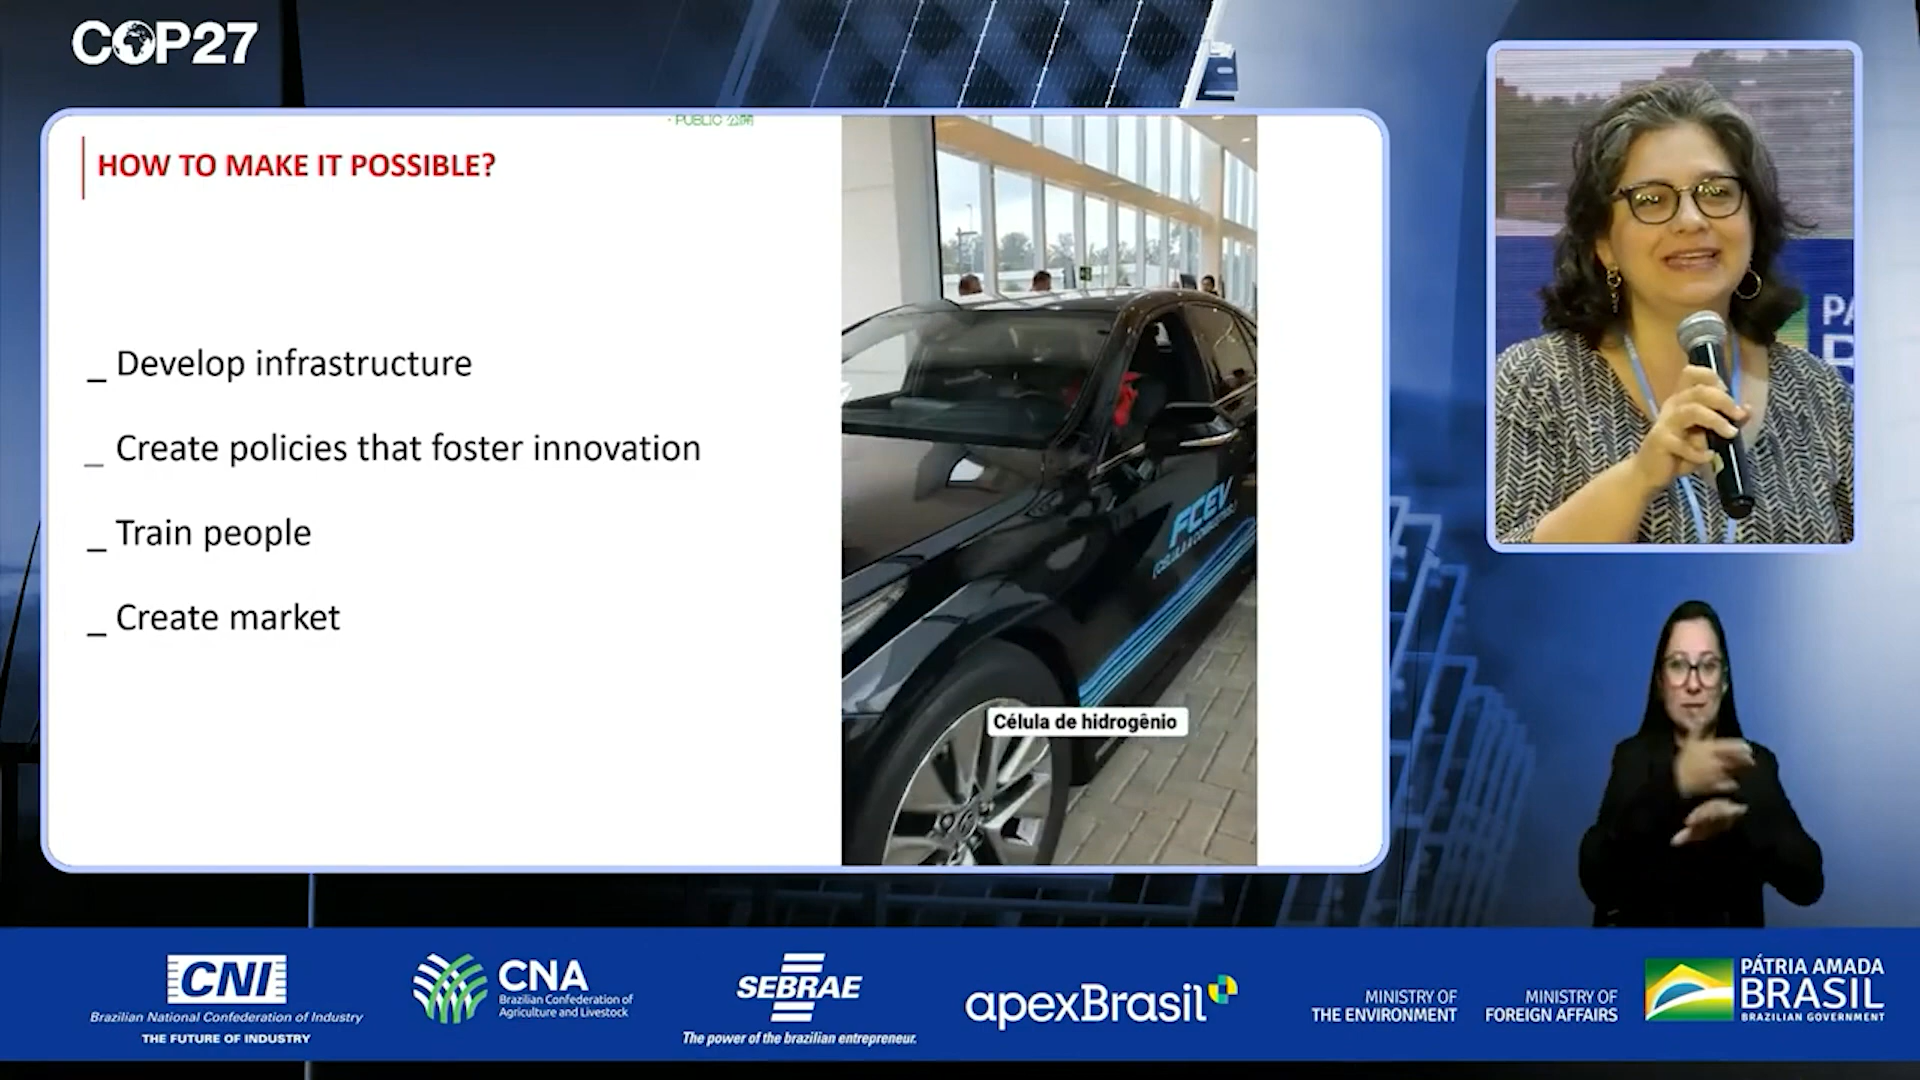 COP27
· PUBLIC 公開
HOW TO MAKE IT POSSIBLE?
_ Develop infrastructure
_ Create policies that foster innovation
_ Train people
_ Create market
FCEV
Célula de hidrogênio
PÁ
CNI
Brazilian National Confederation of Industry
THE FUTURE OF INDUSTRY
CNA
Brazilian Confederation of
Agriculture and Livestock
SEBRAE
The power of the brazilian entrepreneur.
apexBrasil
MINISTRY OF
THE ENVIRONMENT
MINISTRY OF
FOREIGN AFFAIRS
PÁTRIA AMADA
BRASIL
BRAZILIAN GOVERNMENT